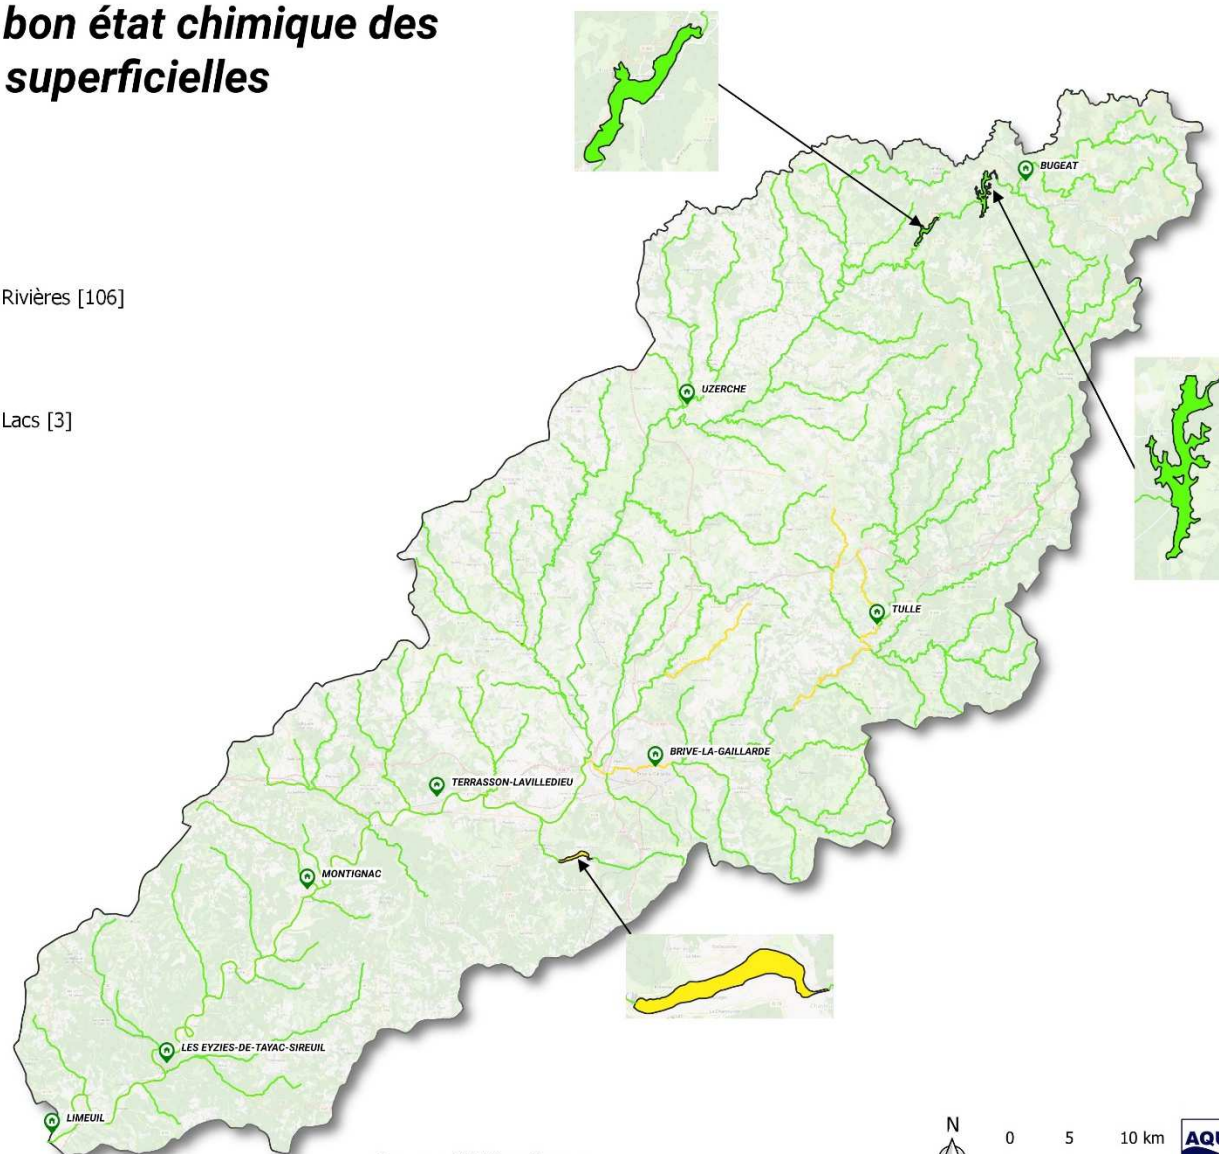 bon état chimique des
superficielles
BUGEAT
Rivières [106]
UZERCHE
Lacs [3]
TULLE
BRIVE-LA-GAILLARDE
TERRASSON-LAVILLEDIEU
MONTIGNAC
LES EYZIES-DE-TAYAC-SIREUIL
LIMEUIL
N
0 5 10 km
AQU